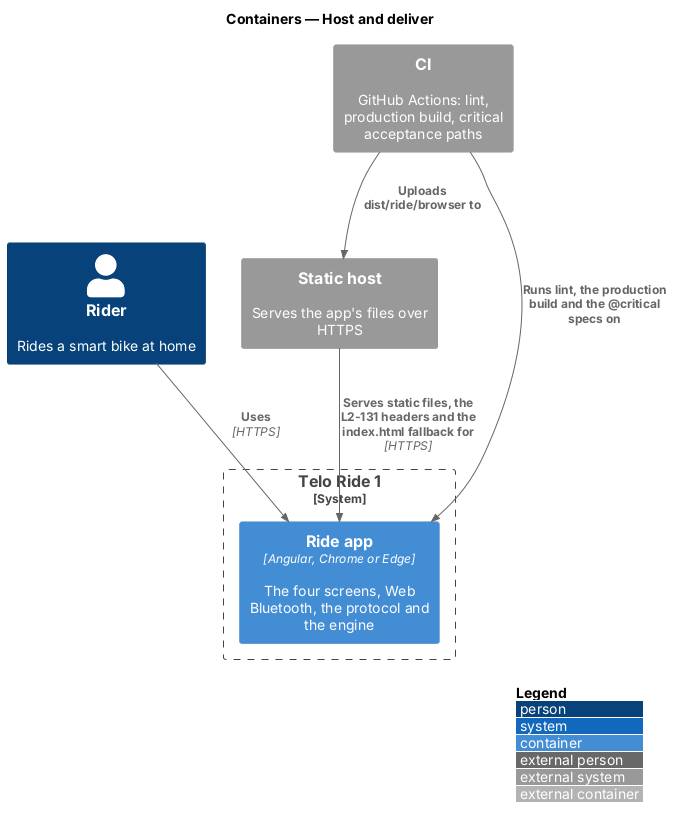 Containers — Host and deliver
CI
GitHub Actions: lint,
production build, critical
acceptance paths
Uploads
dist/ride/browser to
Rider
Rides a smart bike at home
Static host
Serves the app's files over
HTTPS
Runs lint, the production
build and the @critical
specs on
Uses
[HTTPS]
Serves static files, the
L2-131 headers and the
index.html fallback for
[HTTPS]
Telo Ride 1
[System]
Ride app
[Angular, Chrome or Edge]
The four screens, Web
Bluetooth, the protocol and
the engine
Legend
person
system
container
external person
external system
external container